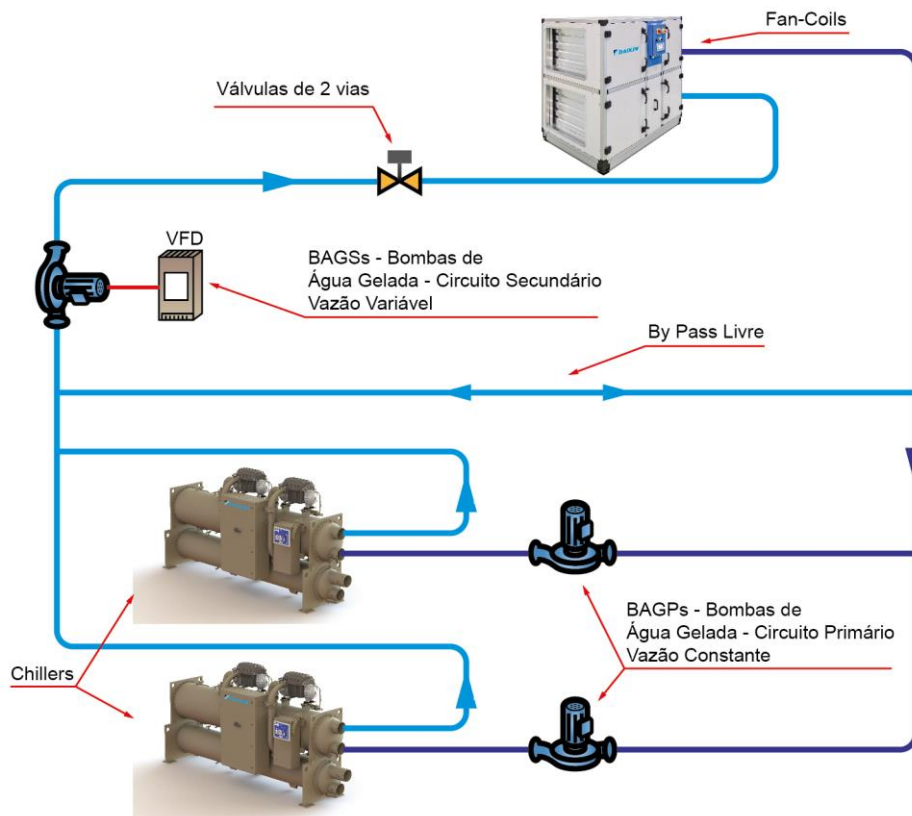 Fan-Coils
DAIKIN
Válvulas de 2 vias
VFD
BAGSs - Bombas de
Água Gelada - Circuito Secundário
Vazão Variável
By Pass Livre
BAGPs - Bombas de
Água Gelada - Circuito Primário
Vazão Constante
Chillers